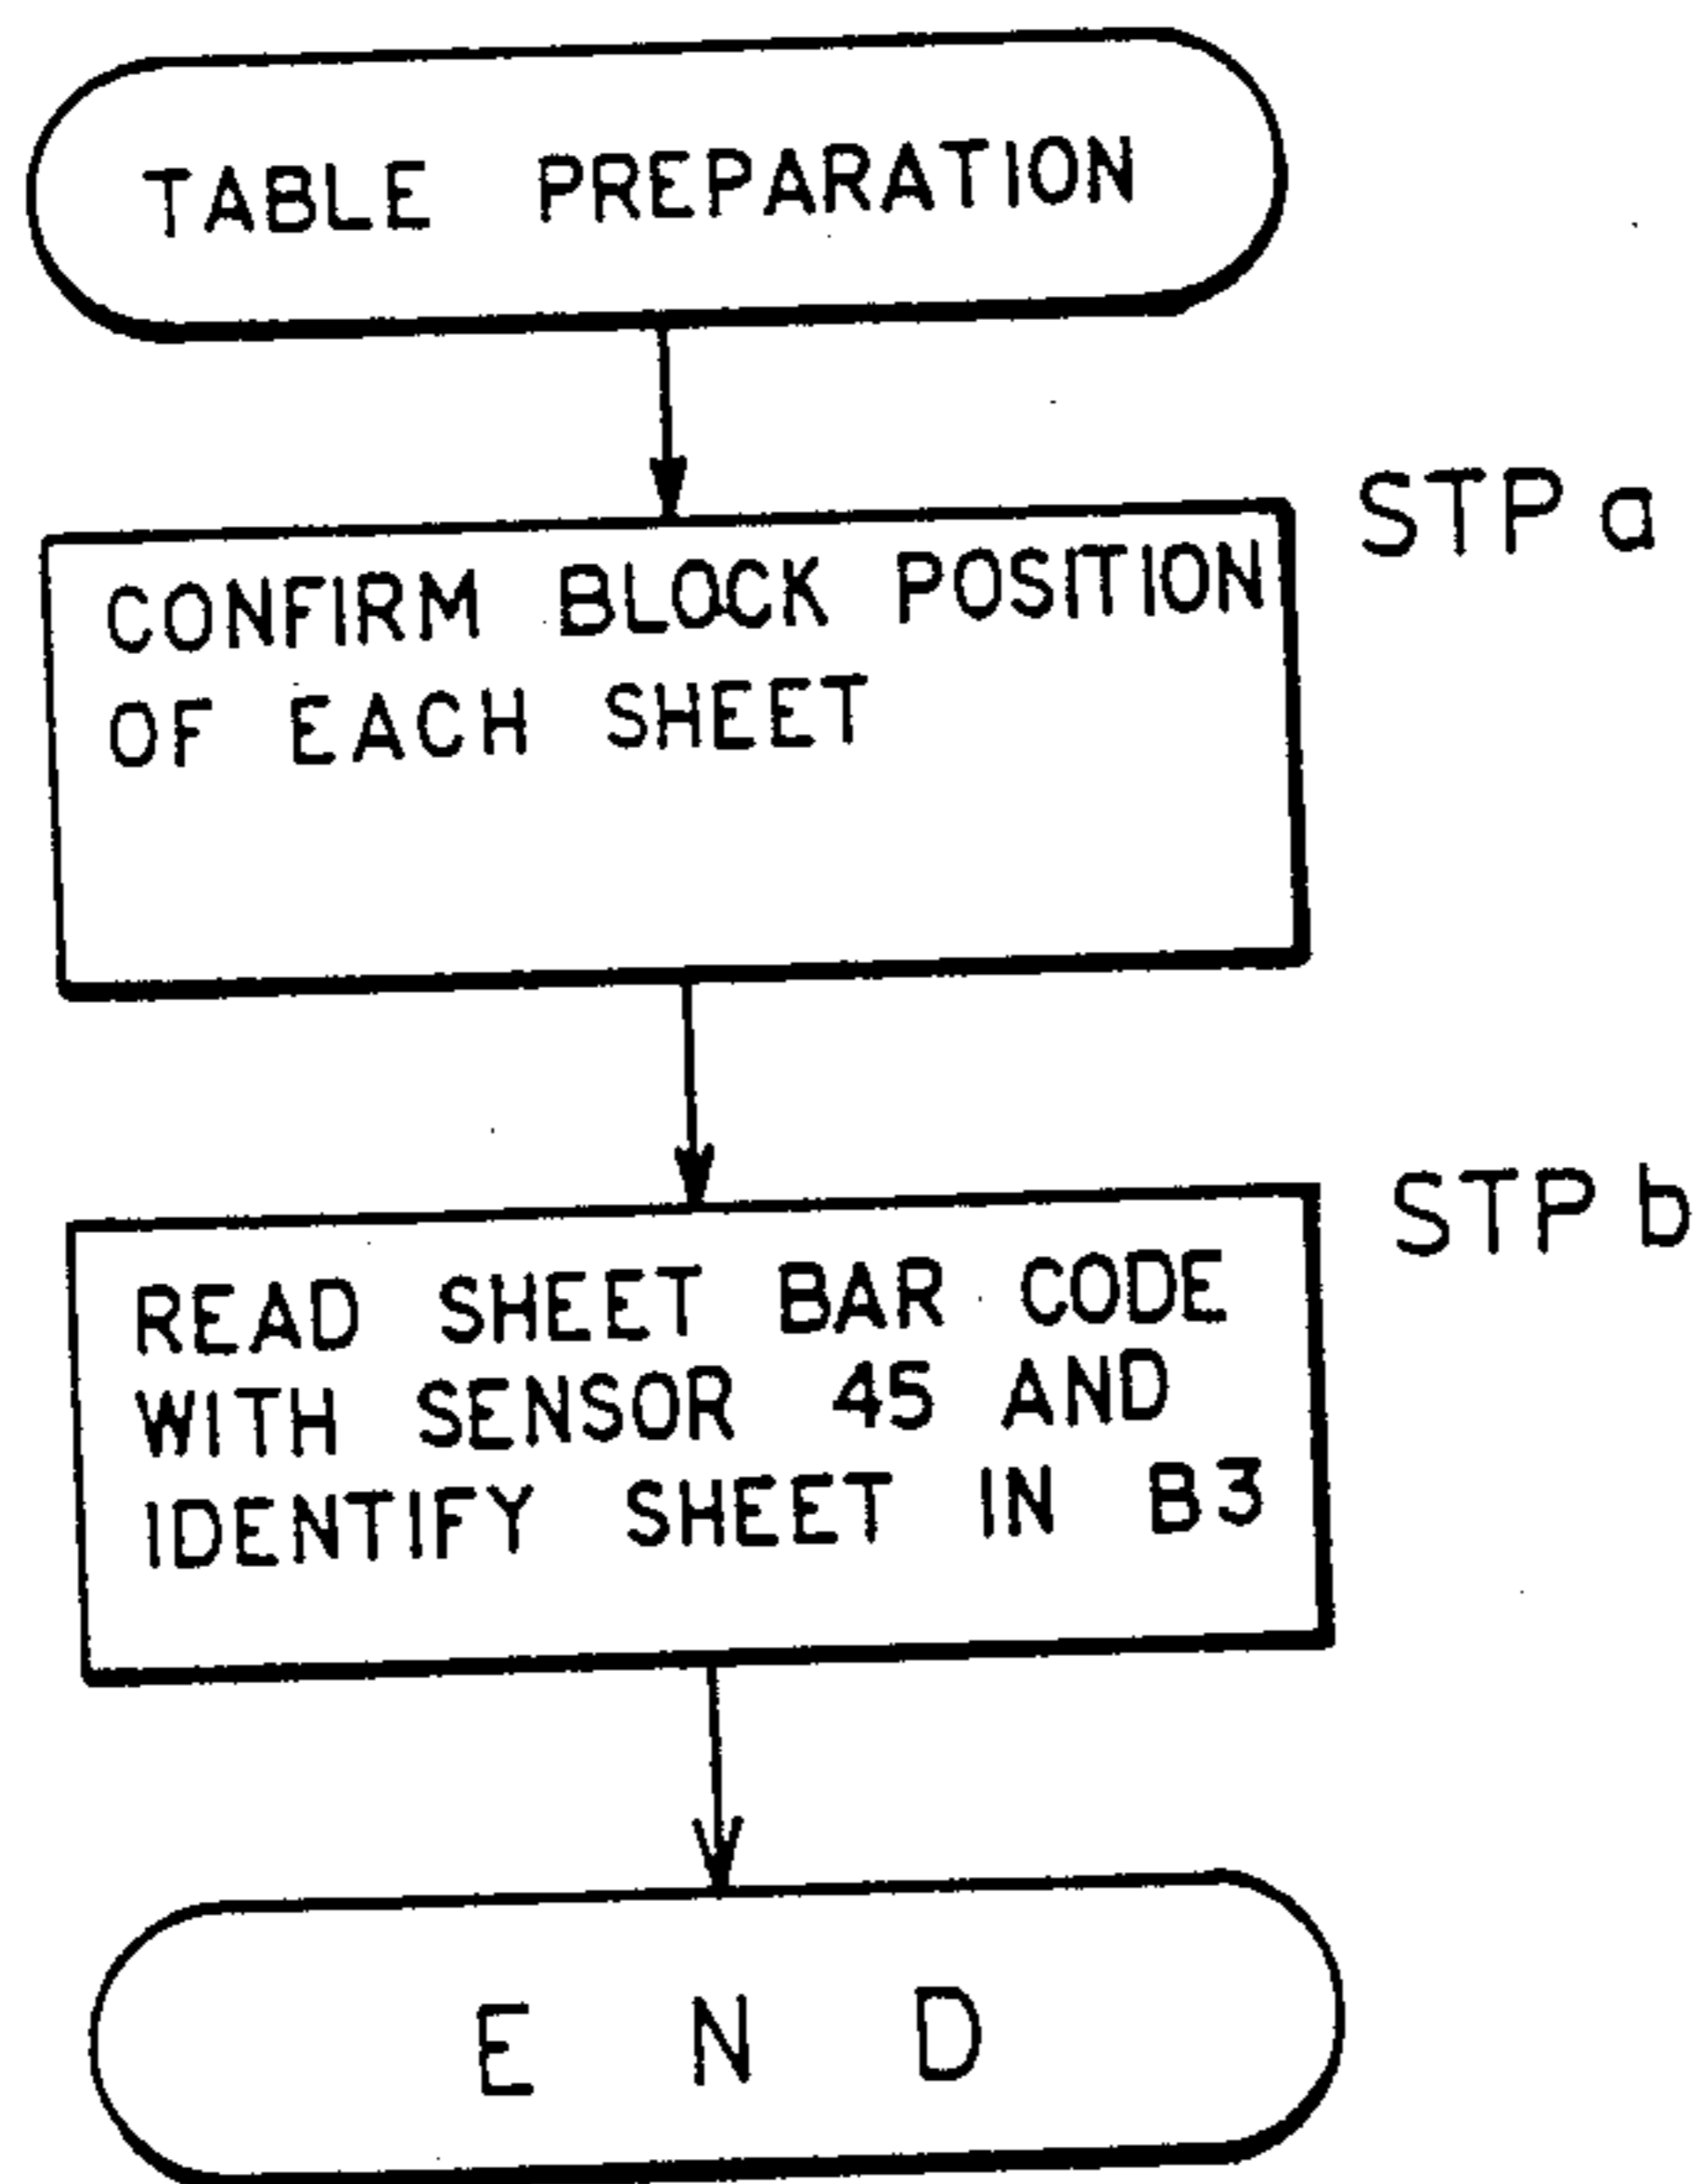 TABLE PREPARATION
STP a
CONFIRM BLOCK POSITION
OF EACH SHEET
STP b
READ SHEET BAR CODE
WITH SENSOR 45 AND
IDENTIFY SHEET IN B3
END